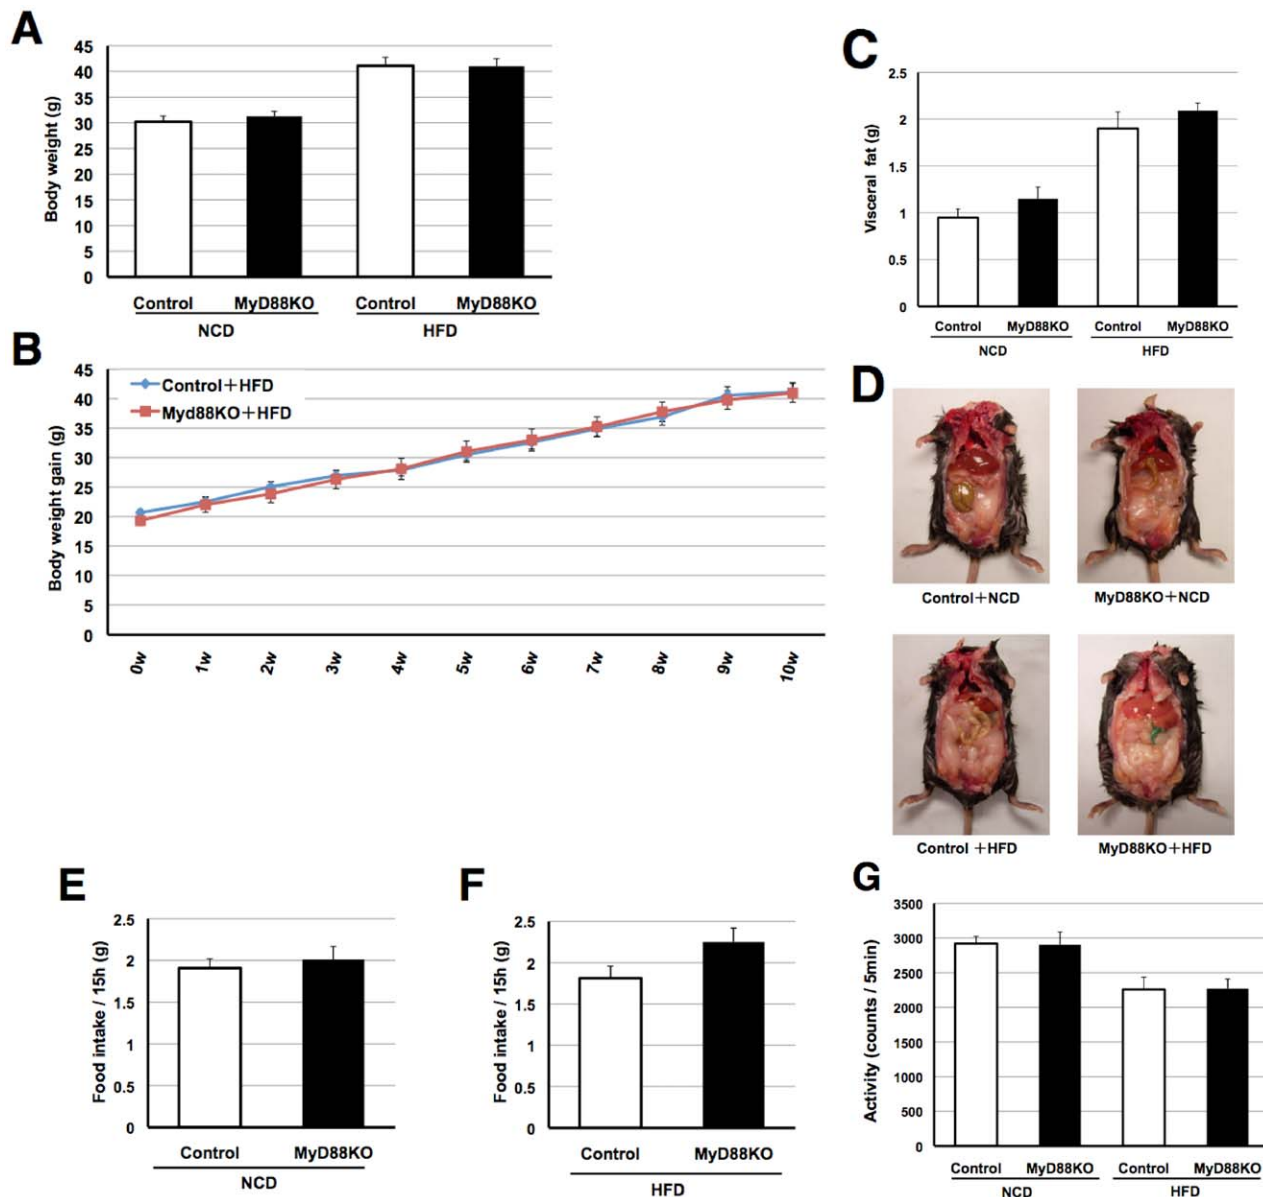 A
Body weight (g)
45
40
35
30
25
20
15
10
5
0
Control MyD88KO Control MyD88KO
NCD HFD
B
Body weight gain (g)
45
40
35
30
25
20
15
10
5
0
Control+HFD
Myd88KO+HFD
0w 1w 2w 3w 4w 5w 6w 7w 8w 9w 10w
C
Visceral fat (g)
2.5
2
1.5
1
0.5
0
Control MyD88KO Control MyD88KO
NCD HFD
D
Control+NCD MyD88KO+NCD
Control +HFD MyD88KO+HFD
E
Food intake / 15h (g)
2.5
2
1.5
1
0.5
0
Control MyD88KO
NCD
F
Food intake / 15h (g)
2.5
2
1.5
1
0.5
0
Control MyD88KO
HFD
G
Activity (counts / 5min)
3500
3000
2500
2000
1500
1000
500
0
Control MyD88KO Control MyD88KO
NCD HFD